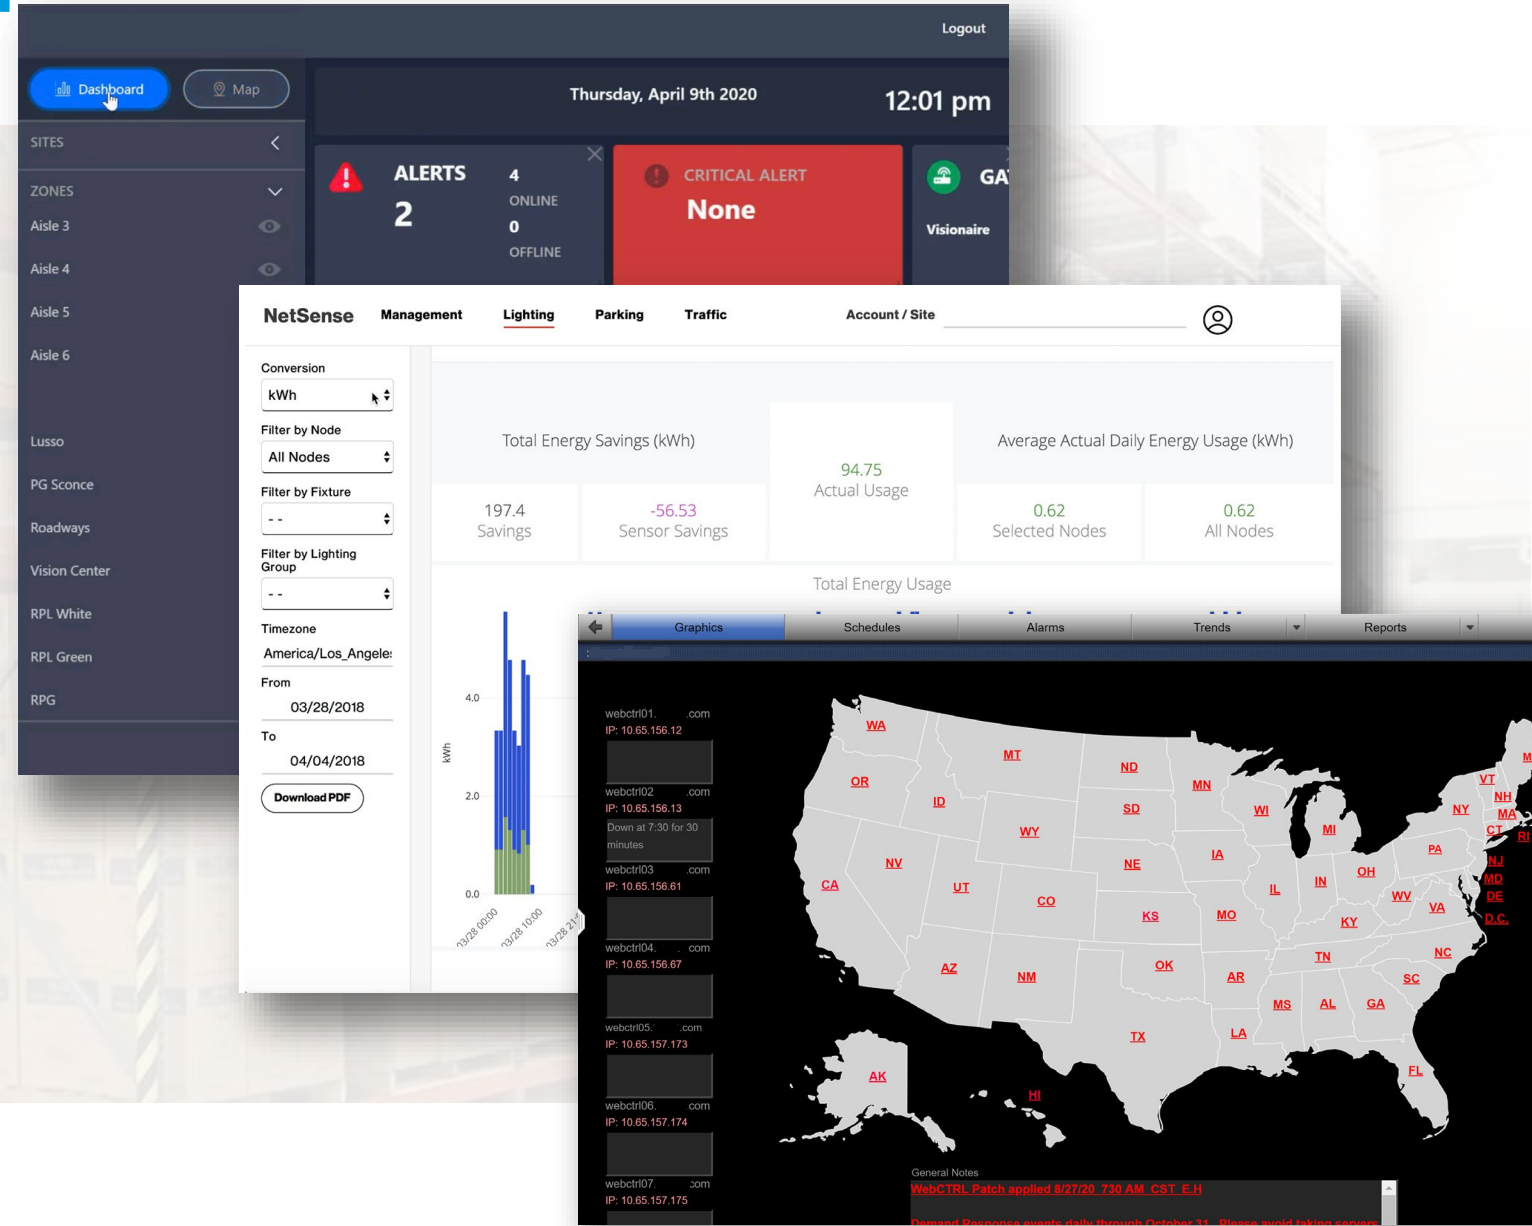 Logout
Dashboard
Map
Thursday, April 9th 2020
12:01 pm
SITES
ZONES
Aisle 3
Aisle 4
Aisle 5
Aisle 6
Lusso
PG Sconce
Roadways
Vision Center
RPL White
RPL Green
RPG
ALERTS
2
4
ONLINE
0
OFFLINE
CRITICAL ALERT
None
Visionaire
NetSense
Management
Lighting
Parking
Traffic
Account / Site
Conversion
kWh
Filter by Node
All Nodes
Filter by Fixture
- -
Filter by Lighting
Group
- -
Timezone
America/Los_Angele
From
03/28/2018
To
04/04/2018
Download PDF
Total Energy Savings (kWh)
197.4
Savings
-56.53
Sensor Savings
94.75
Actual Usage
Average Actual Daily Energy Usage (kWh)
0.62
Selected Nodes
0.62
All Nodes
Total Energy Usage
kWh
4.0
2.0
0.0
03/28 00:00
03/28 10:00
Graphics
Schedules
Alarms
Trends
Reports
webctrl01. .com
IP: 10.65.156.12
webctrl02 .com
IP: 10.65.156.13
Down at 7:30 for 30
minutes
webctrl03 .com
IP: 10.65.156.61
webctrl04. . com
IP: 10.65.156.67
webctrl05. .com
IP: 10.65.157.173
webctrl06. com
IP: 10.65.157.174
webctrl07. com
IP: 10.65.157.175
WA
OR
CA
ID
NV
MT
WY
UT
AZ
CO
NM
ND
SD
NE
KS
OK
TX
MN
IA
MO
AR
LA
WI
IL
MI
IN
OH
KY
TN
MS
AL
GA
FL
SC
NC
VA
WV
PA
NY
VT
NH
MA
CT
RI
NJ
MD
DE
D.C.
AK
HI
General Notes
WebCTRL Patch applied 8/27/20 730 AM CST E.H
Demand Response events daily through October 31. Please avoid taking servers